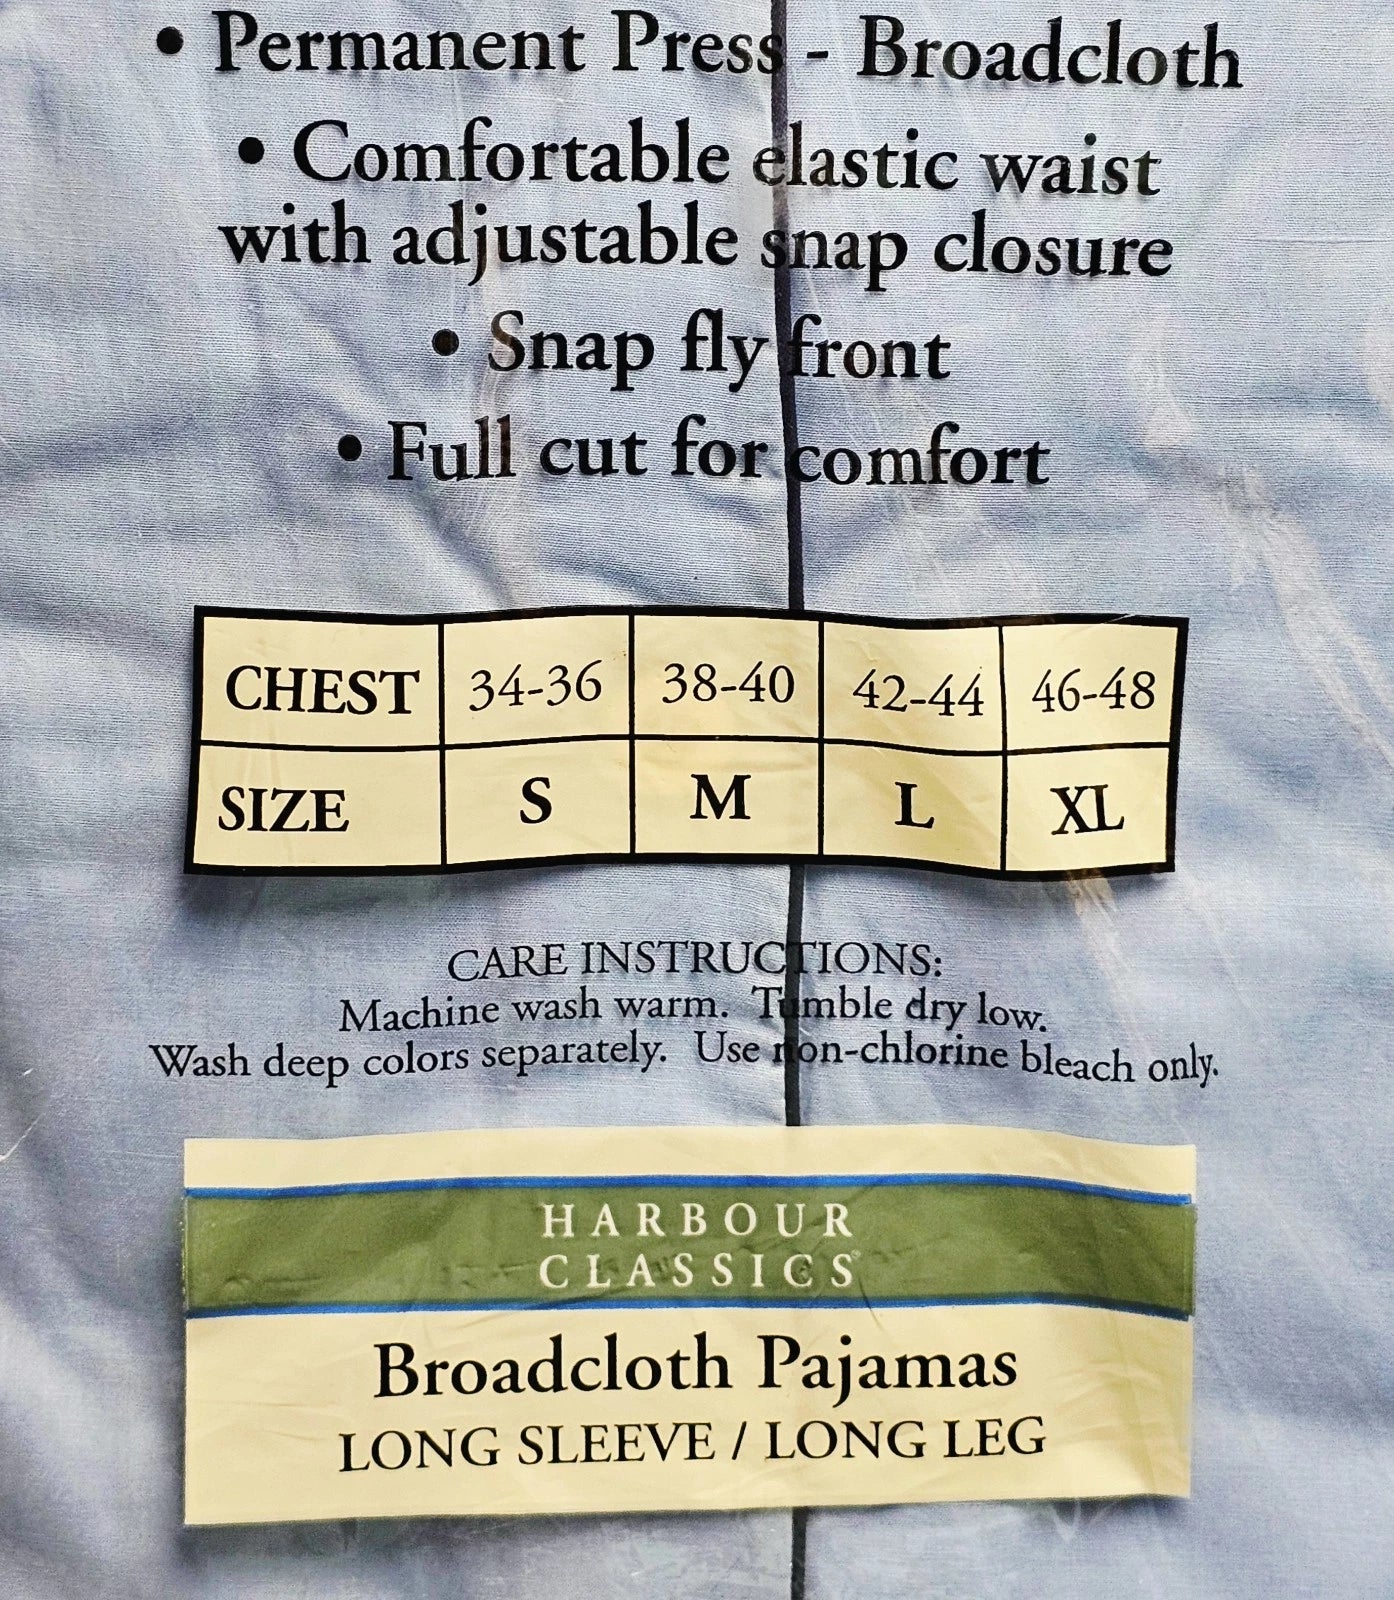 • Permanent Press - Broadcloth
• Comfortable elastic waist
with adjustable snap closure
• Snap fly front
• Full cut for comfort
CHEST 34-36 38-40 42-44 46-48
SIZE S M L XL
CARE INSTRUCTIONS:
Machine wash warm. Tumble dry low.
Wash deep colors separately. Use non-chlorine bleach only.
HARBOUR
CLASSICS®
Broadcloth Pajamas
LONG SLEEVE / LONG LEG